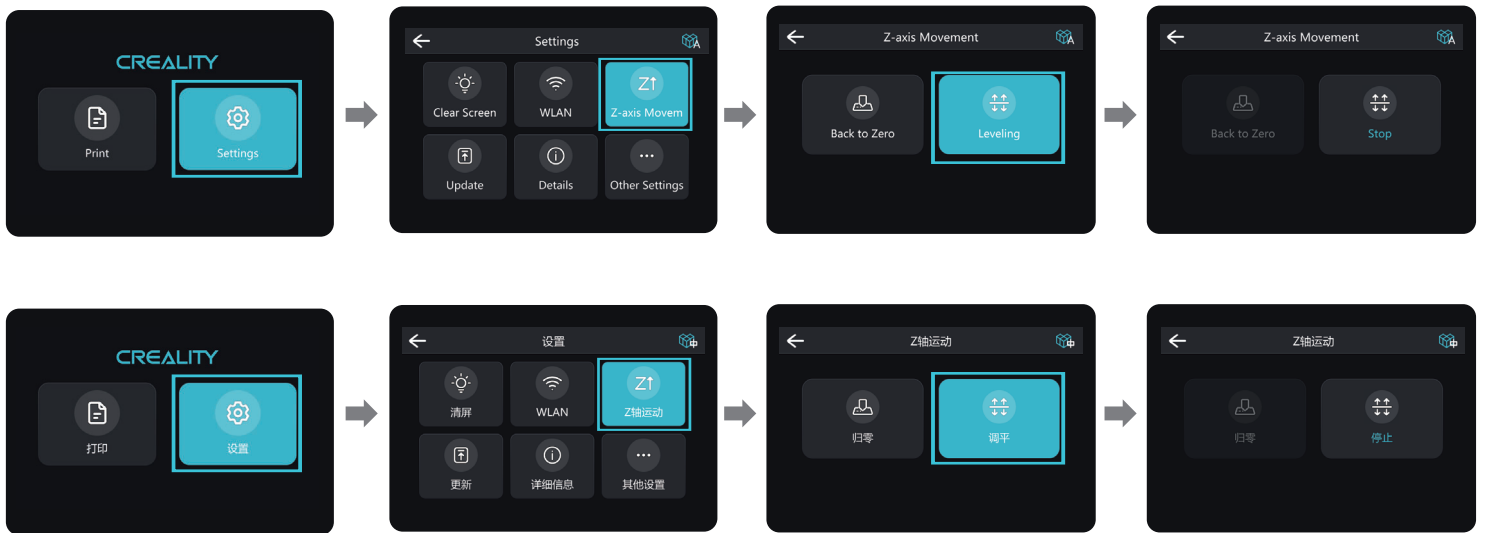 CREALITY
Print
Settings
Settings
Clear Screen
WLAN
Z-axis Movem
Update
Details
Other Settings
Z-axis Movement
Back to Zero
Leveling
Z-axis Movement
Back to Zero
Stop
CREALITY
打印
设置
设置
清屏
WLAN
Z轴运动
更新
详细信息
其他设置
Z轴运动
归零
调平
Z轴运动
归零
停止